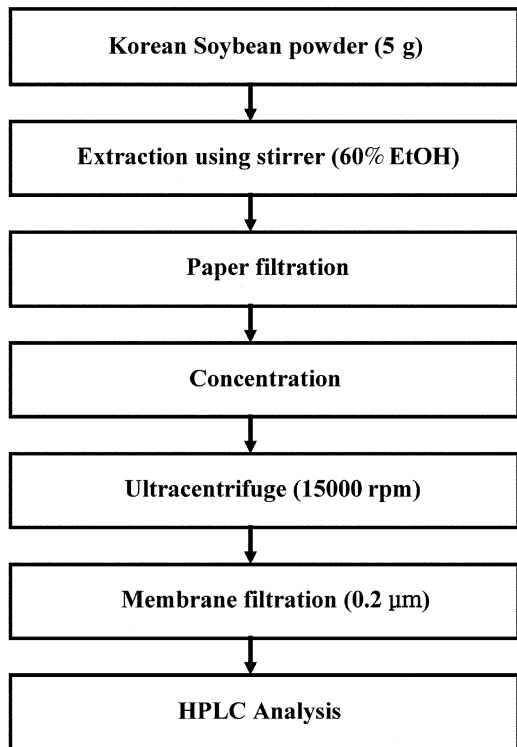 Korean Soybean powder (5 g)
Extraction using stirrer (60% EtOH)
Paper filtration
Concentration
Ultracentrifuge (15000 rpm)
Membrane filtration (0.2 μm)
HPLC Analysis